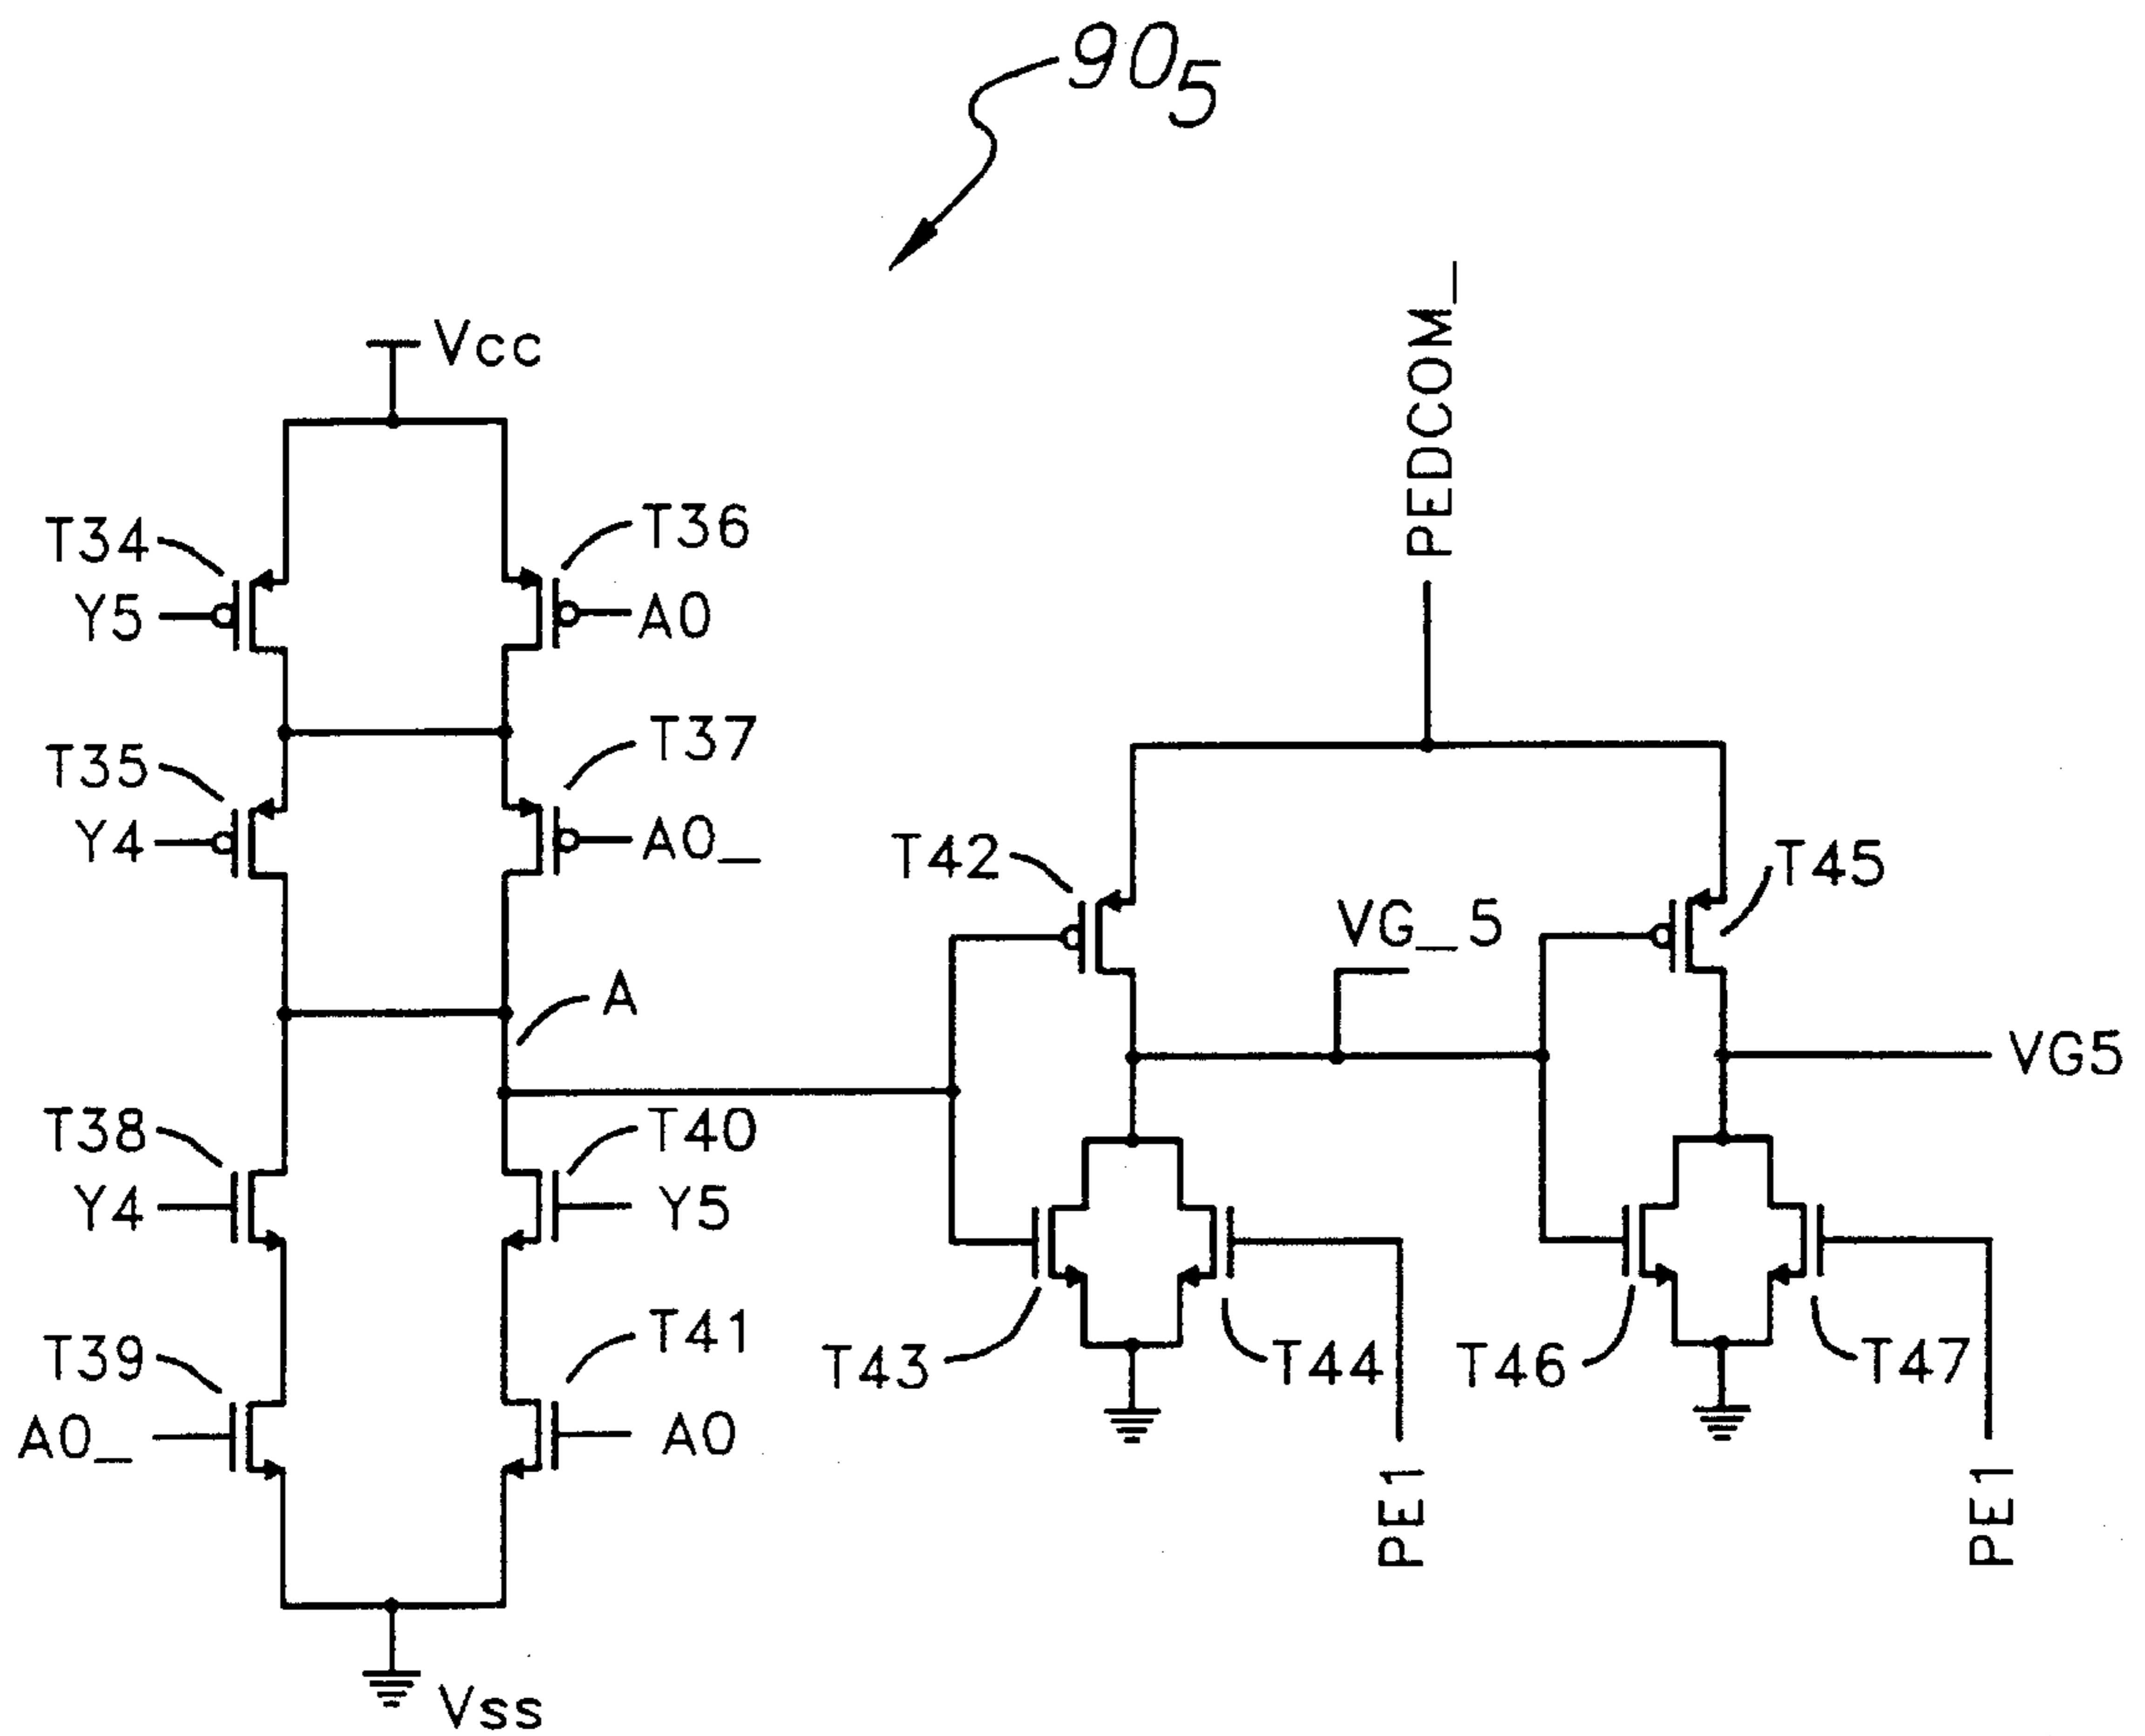 905
Vcc
PEDCOM_
T34
T36
Y5
A0
T35
T37
Y4
A0_
T42
T45
VG_5
A
VG5
T38
T40
Y4
Y5
T39
T41
T43
T44
T46
T47
A0_
A0
PE1
PE1
Vss